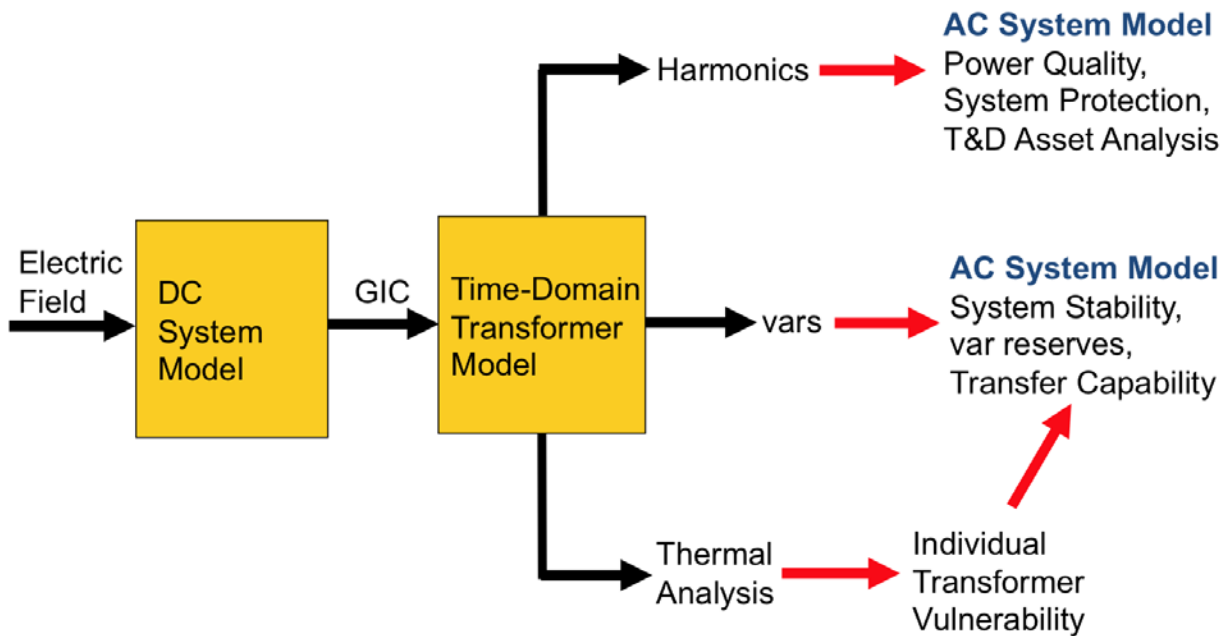 Electric
Field
DC
System
Model
GIC
Time-Domain
Transformer
Model
Harmonics
AC System Model
Power Quality,
System Protection,
T&D Asset Analysis
vars
AC System Model
System Stability,
var reserves,
Transfer Capability
Thermal
Analysis
Individual
Transformer
Vulnerability